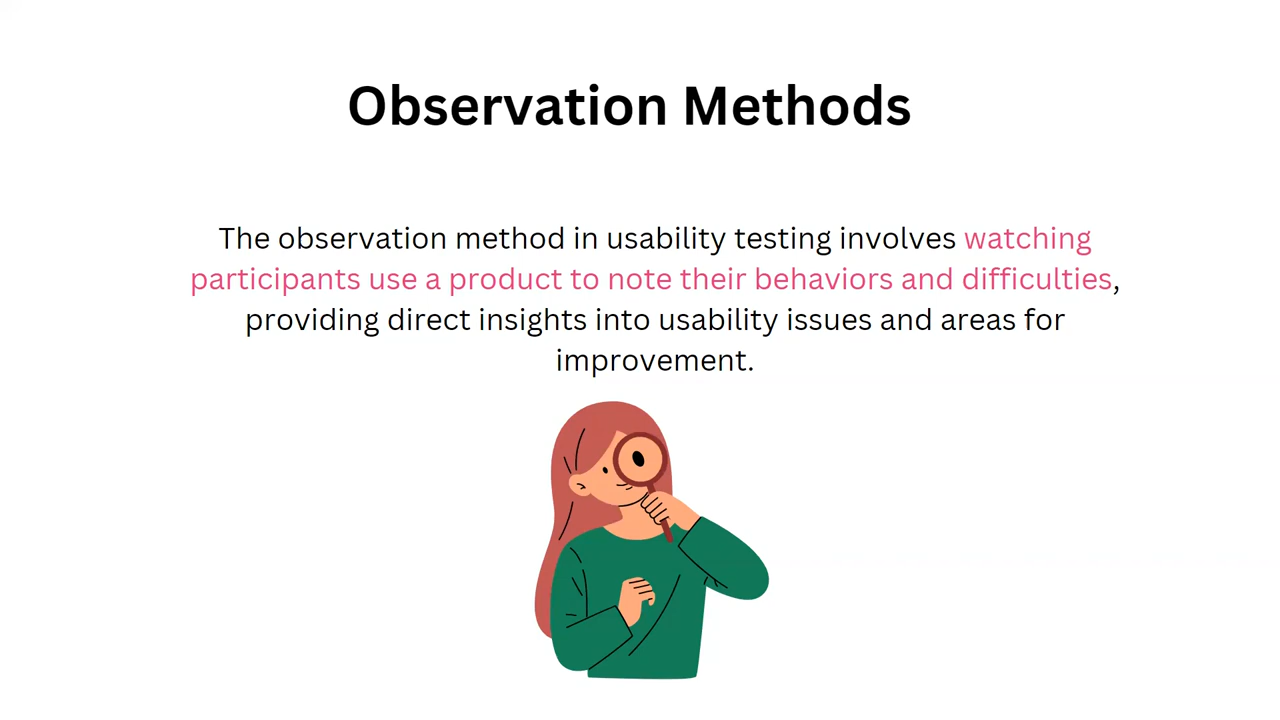 Observation Methods
The observation method in usability testing involves watching
participants use a product to note their behaviors and difficulties,
providing direct insights into usability issues and areas for
improvement.